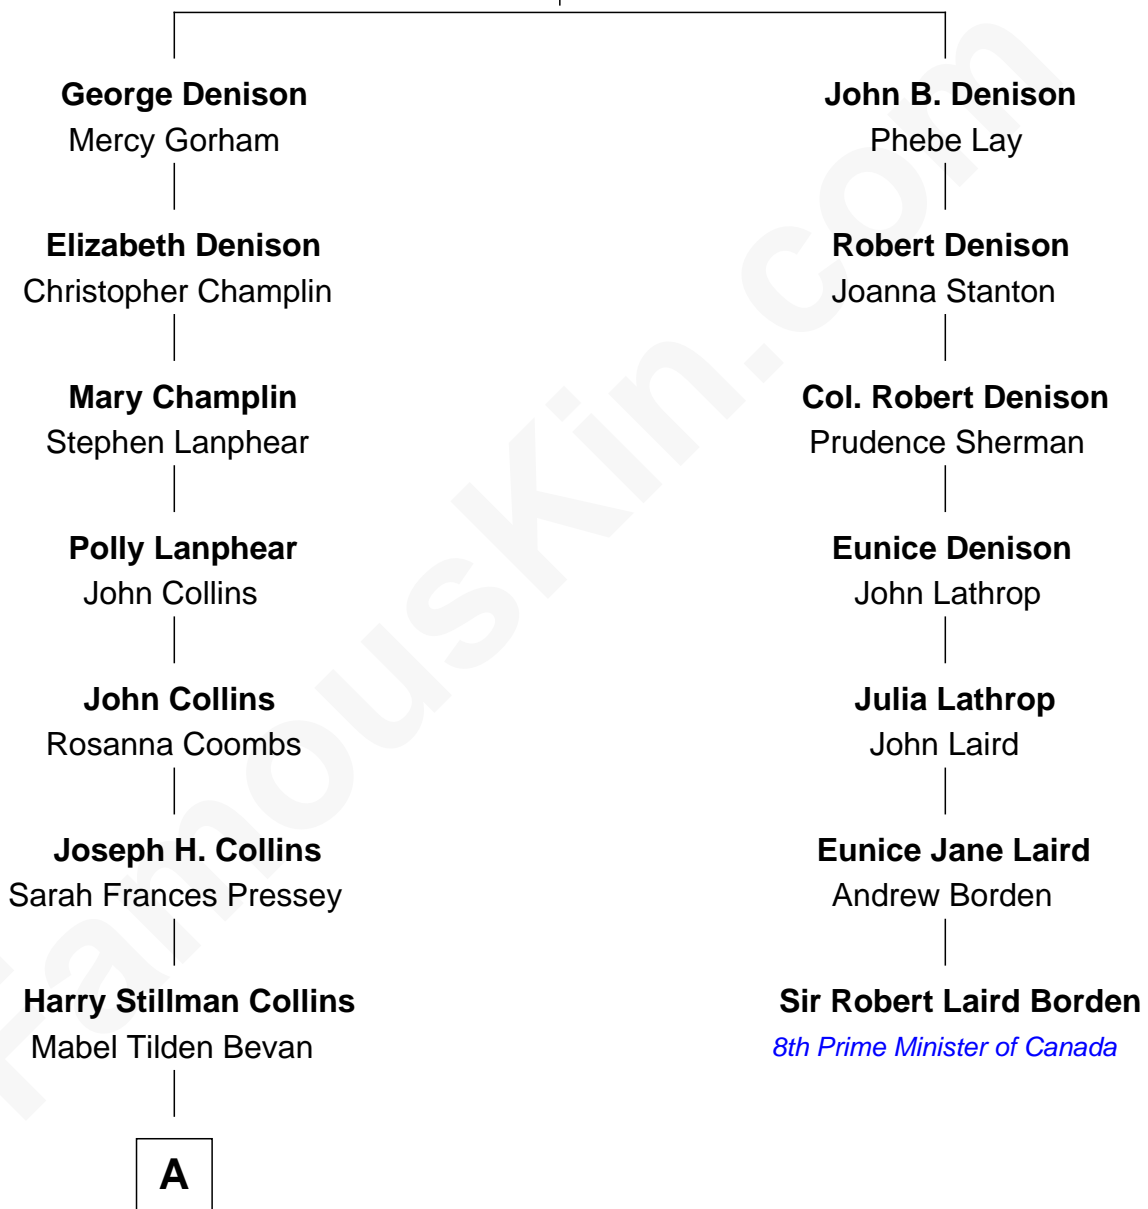 George Denison
Mercy Gorham
John B. Denison
Phebe Lay
Elizabeth Denison
Christopher Champlin
Robert Denison
Joanna Stanton
Mary Champlin
Stephen Lanphear
Col. Robert Denison
Prudence Sherman
Polly Lanphear
John Collins
Eunice Denison
John Lathrop
John Collins
Rosanna Coombs
Julia Lathrop
John Laird
Joseph H. Collins
Sarah Frances Pressey
Eunice Jane Laird
Andrew Borden
Harry Stillman Collins
Mabel Tilden Bevan
Sir Robert Laird Borden
8th Prime Minister of Canada
A
FamousKin.com